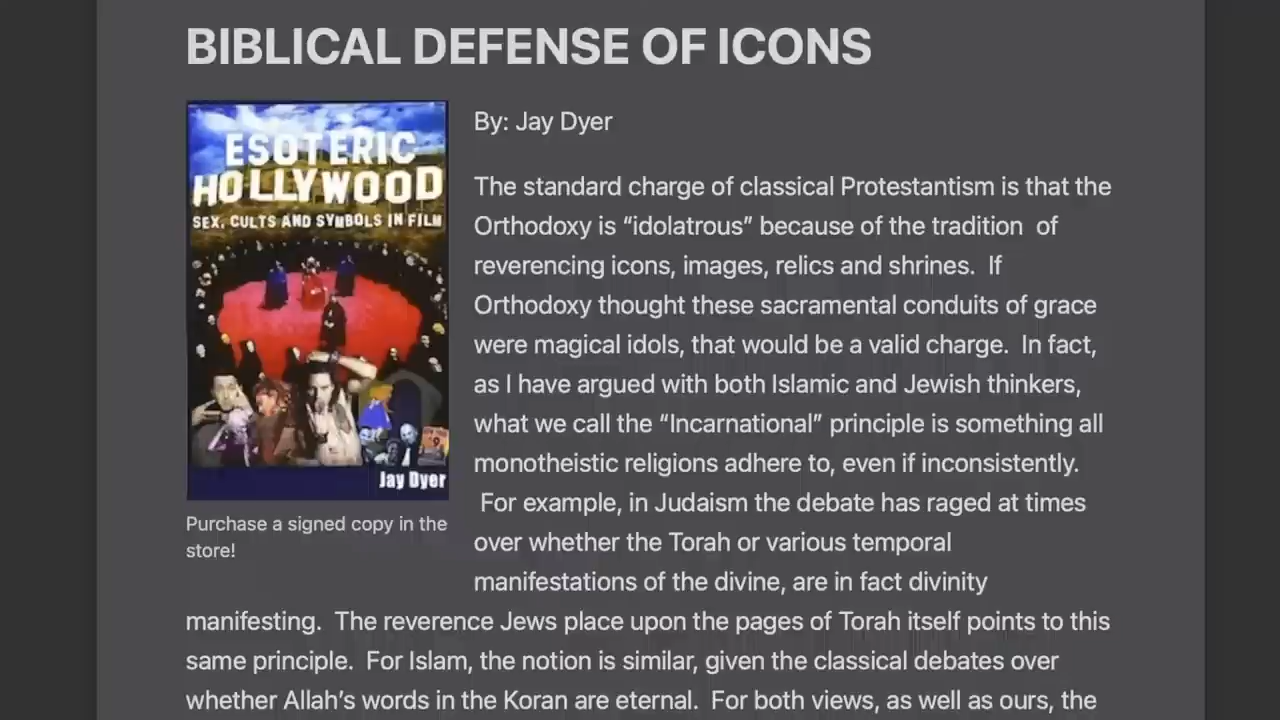 BIBLICAL DEFENSE OF ICONS
ESOTERIC
HOLLYWOOD
SEX, CULTS AND SYMBOLS IN FILM
Jay Dyer
Purchase a signed copy in the
store!
By: Jay Dyer
The standard charge of classical Protestantism is that the
Orthodoxy is “idolatrous” because of the tradition  of
reverencing icons, images, relics and shrines.  If
Orthodoxy thought these sacramental conduits of grace
were magical idols, that would be a valid charge.  In fact,
as I have argued with both Islamic and Jewish thinkers,
what we call the “Incarnational” principle is something all
monotheistic religions adhere to, even if inconsistently.
 For example, in Judaism the debate has raged at times
over whether the Torah or various temporal
manifestations of the divine, are in fact divinity
manifesting.  The reverence Jews place upon the pages of Torah itself points to this
same principle.  For Islam, the notion is similar, given the classical debates over
whether Allah’s words in the Koran are eternal.  For both views, as well as ours, the